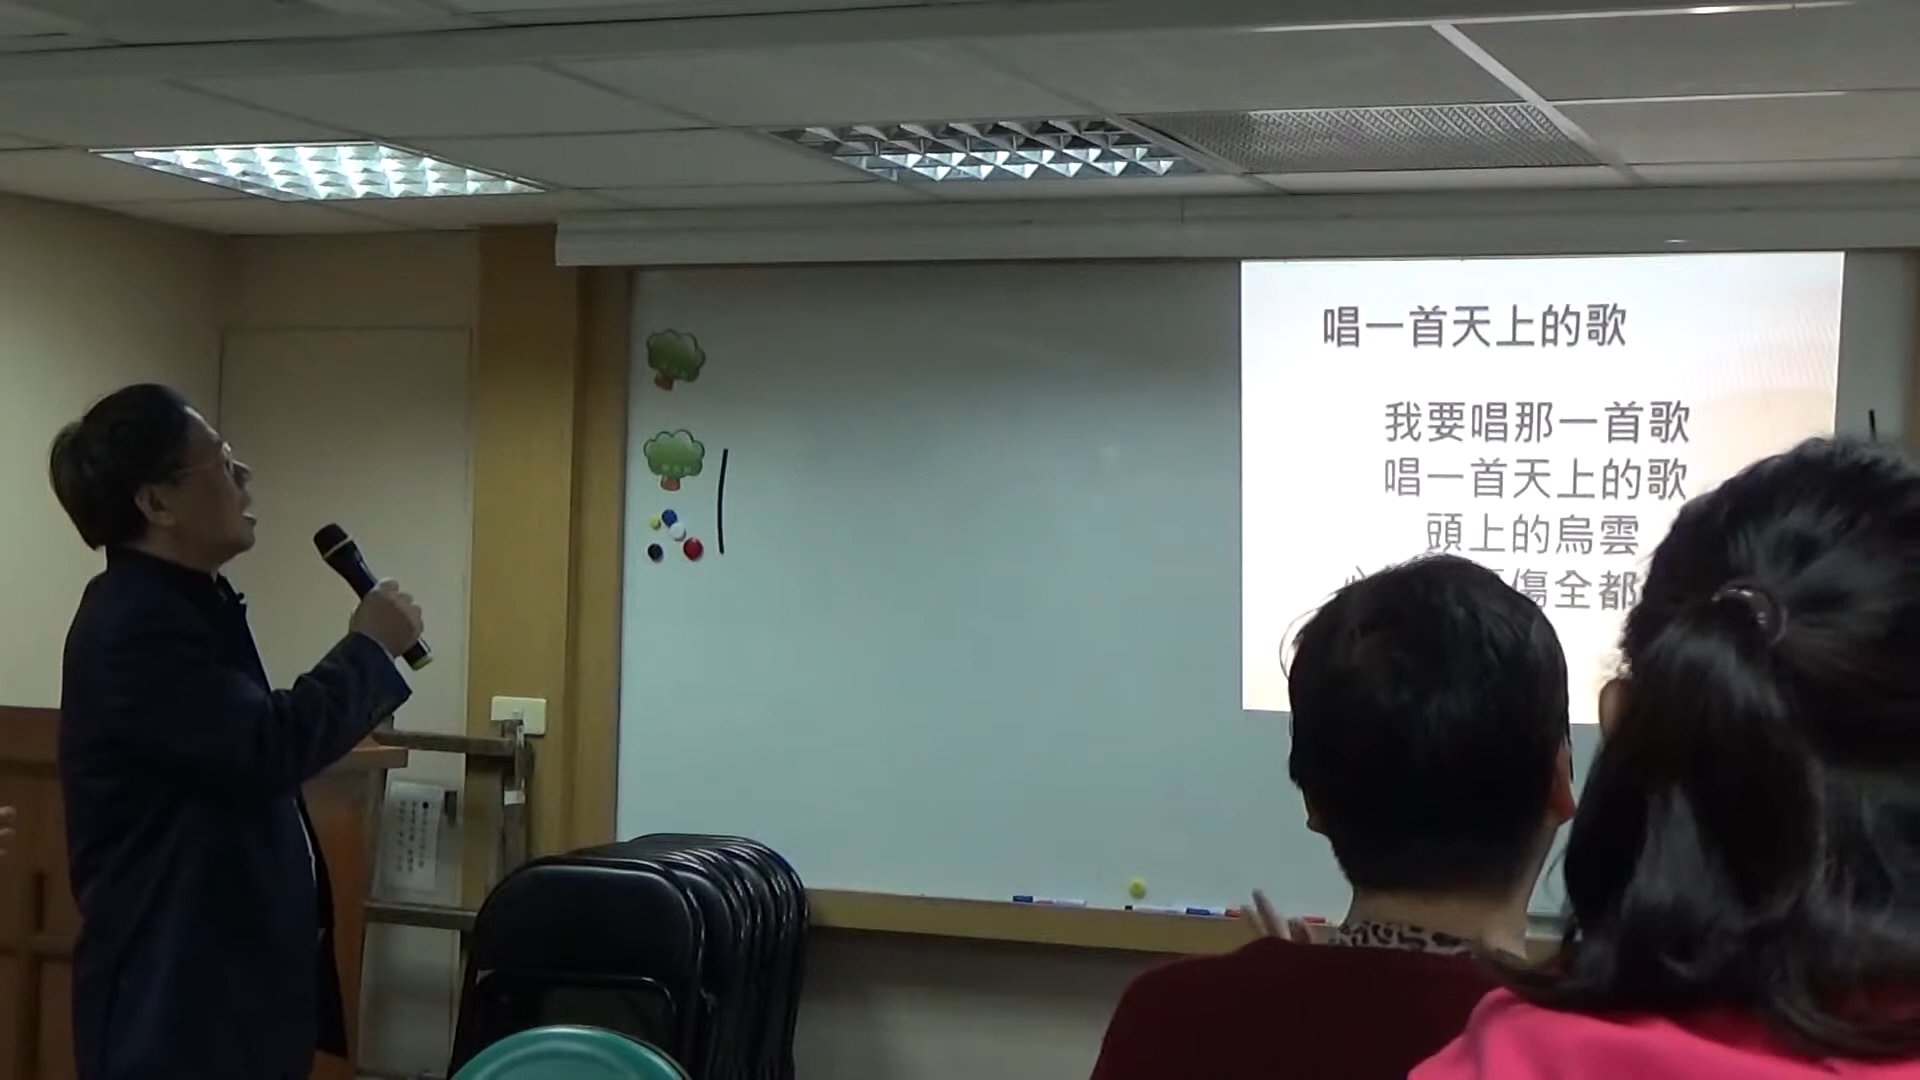 唱一首天上的歌
我要唱那一首歌
唱一首天上的歌
頭上的烏雲
傷全都